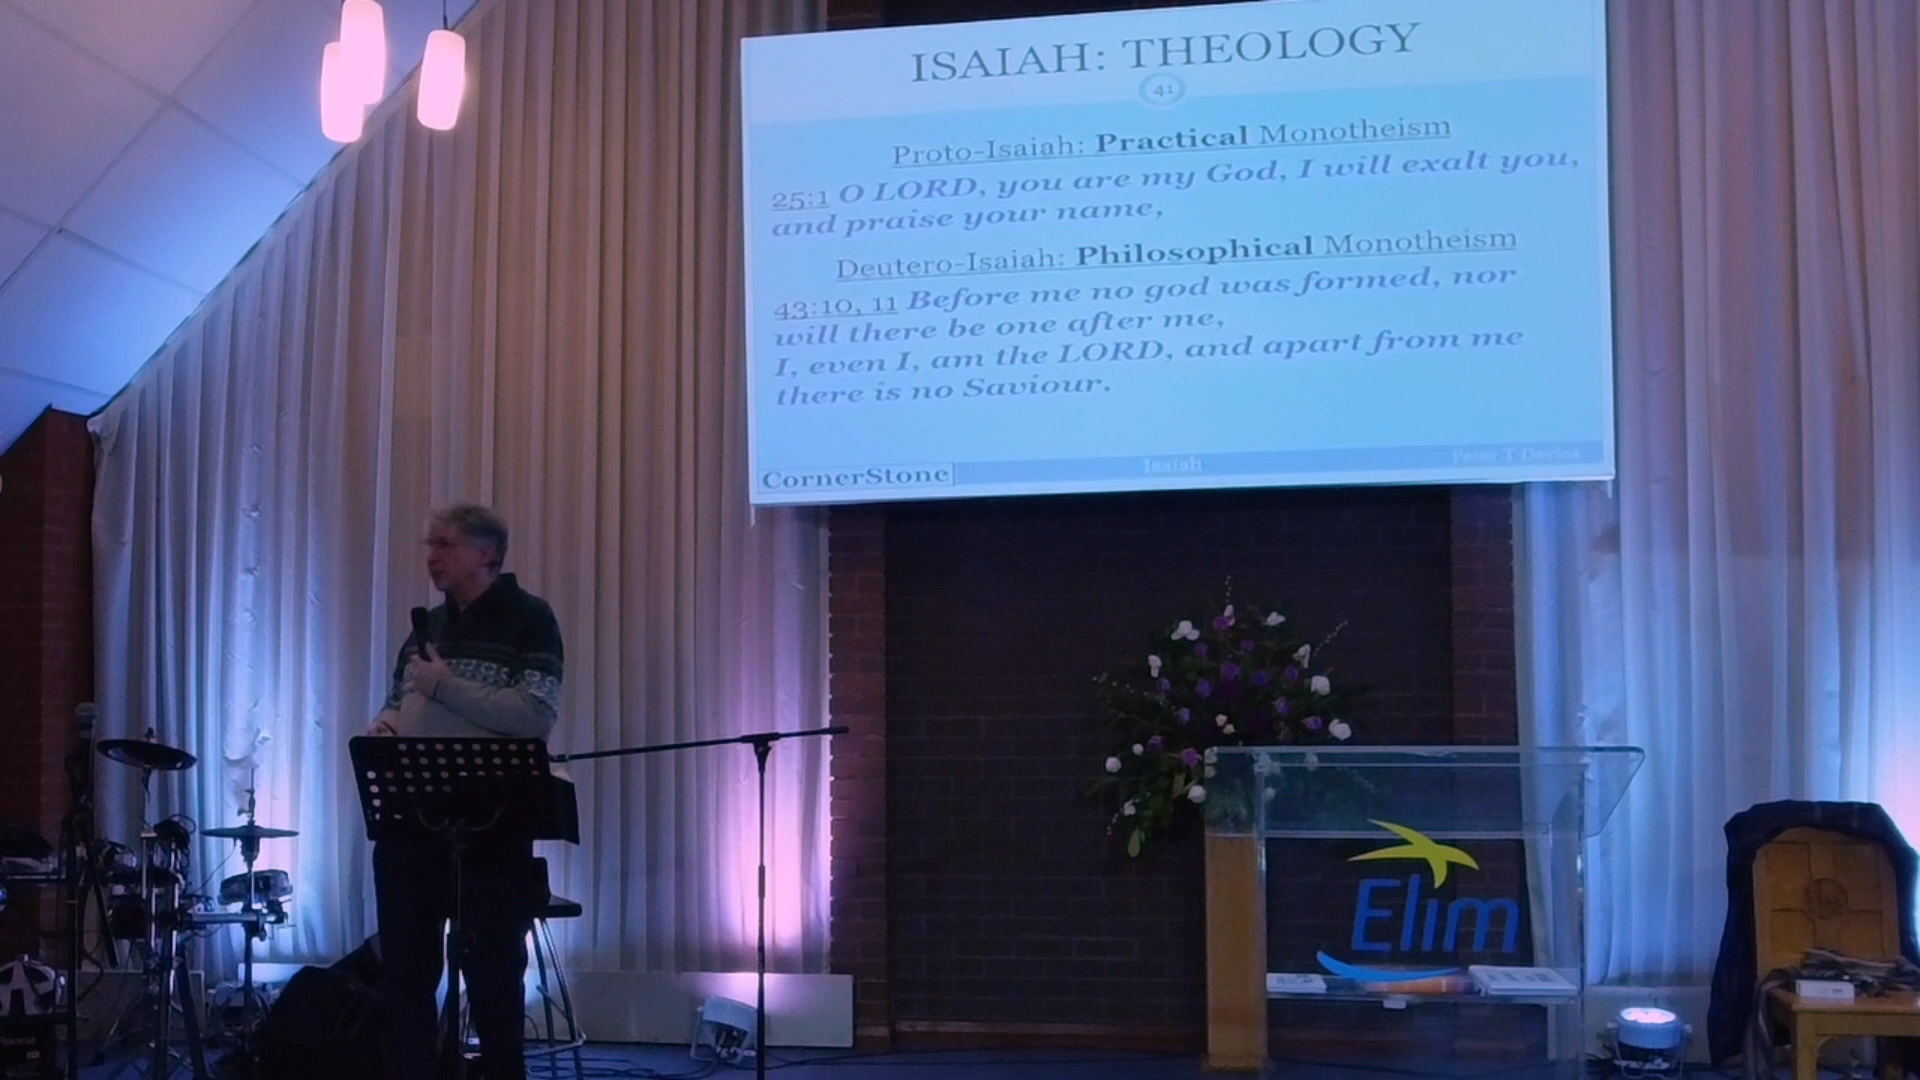 ISAIAH: THEOLOGY
41
Proto-Isaiah: Practical Monotheism
25:1 O LORD, you are my God, I will exalt you,
and praise your name,
Deutero-Isaiah: Philosophical Monotheism
43:10, 11 Before me no god was formed, nor
will there be one after me,
I, even I, am the LORD, and apart from me
there is no Saviour.
CornerStone
Isaiah
Peter T Davies
Elim